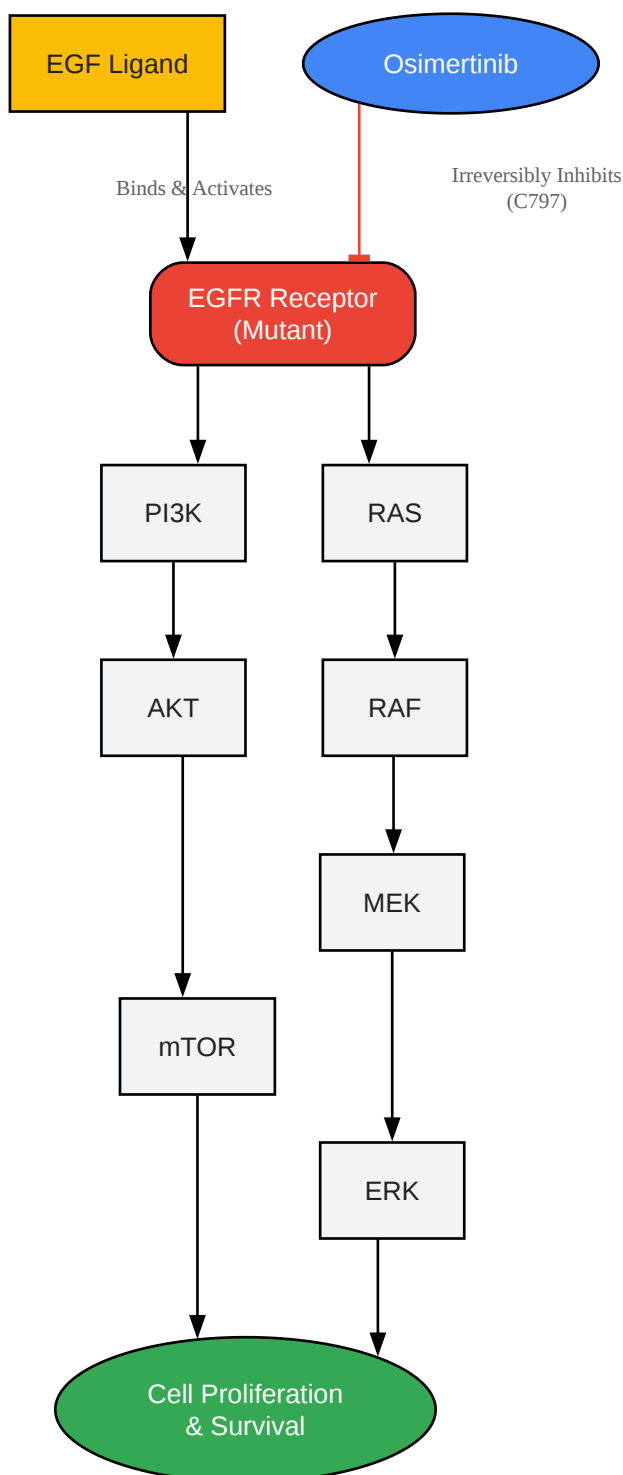 EGF Ligand
Osimertinib
Binds & Activates
Irreversibly Inhibits
(C797)
EGFR Receptor
(Mutant)
PI3K
RAS
AKT
RAF
MEK
mTOR
ERK
Cell Proliferation
& Survival